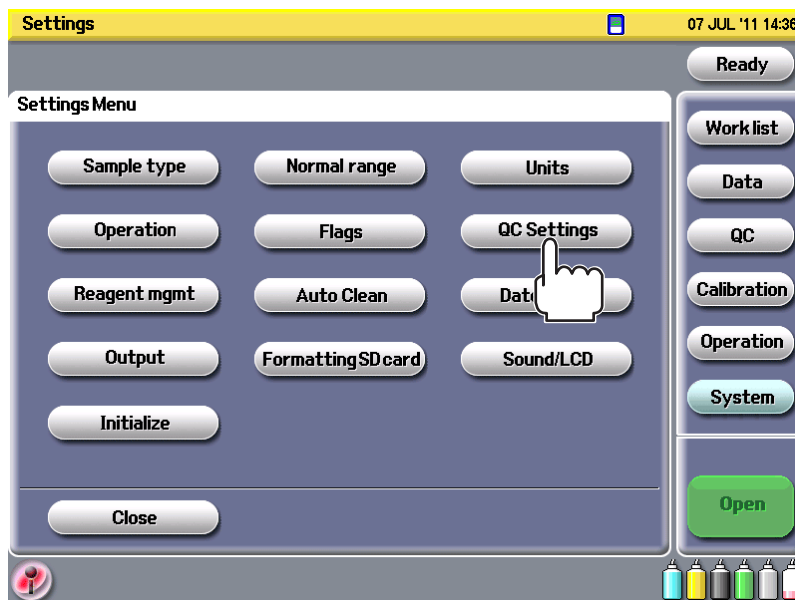 Settings
07 JUL '11 14:36
Ready
Settings Menu
Work list
Sample type
Normal range
Units
Data
Operation
Flags
QC Settings
QC
Reagent mgmt
Auto Clean
Calibration
Output
Formatting SD card
Sound/LCD
Operation
System
Initialize
Open
Close